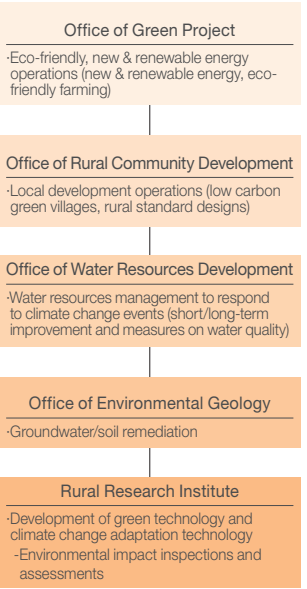 Office of Green Project
·Eco-friendly, new & renewable energy
operations (new & renewable energy, eco-
friendly farming)
Office of Rural Community Development
·Local development operations (low carbon
green villages, rural standard designs)
Office of Water Resources Development
·Water resources management to respond
to climate change events (short/long-term
improvement and measures on water quality)
Office of Environmental Geology
·Groundwater/soil remediation
Rural Research Institute
·Development of green technology and
climate change adaptation technology
-Environmental impact inspections and
assessments